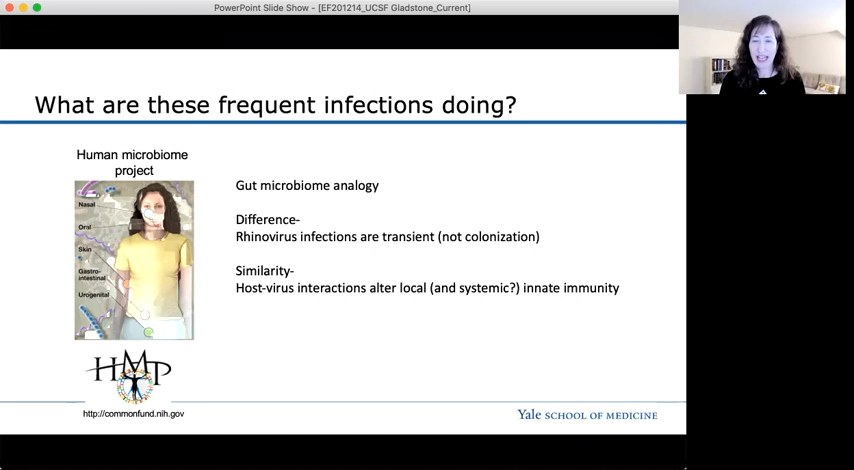 PowerPoint Slide Show - [EF201214_UCSF Gladstone_Current]
What are these frequent infections doing?
Human microbiome
project
Nasal
Oral
Skin
Gastro-
intestinal
Urogenital
HMP
http://commonfund.nih.gov
Gut microbiome analogy
Difference-
Rhinovirus infections are transient (not colonization)
Similarity-
Host-virus interactions alter local (and systemic?) innate immunity
Yale SCHOOL OF MEDICINE